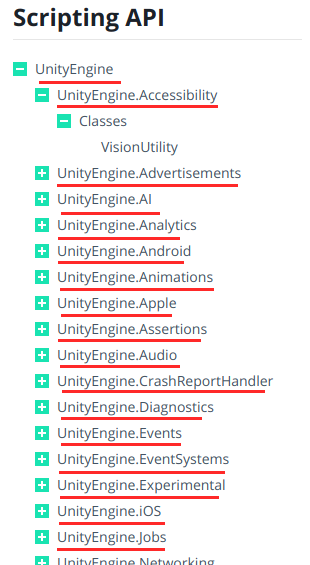 Scripting API
UnityEngine
UnityEngine.Accessibility
Classes
VisionUtility
UnityEngine.Advertisements
UnityEngine.AI
UnityEngine.Analytics
UnityEngine.Android
UnityEngine.Animations
UnityEngine.Apple
UnityEngine.Assertions
UnityEngine.Audio
UnityEngine.CrashReportHandler
UnityEngine.Diagnostics
UnityEngine.Events
UnityEngine.EventSystems
UnityEngine.Experimental
UnityEngine.iOS
UnityEngine.Jobs
UnityEngine.Networking